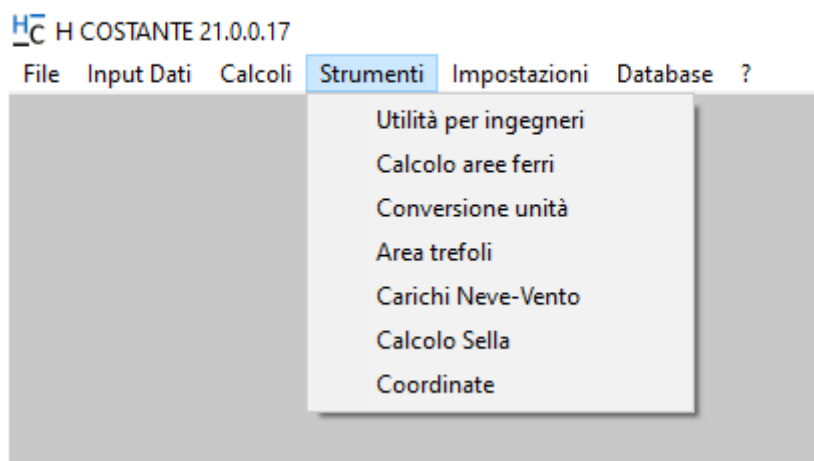 HC H COSTANTE 21.0.0.17
File Input Dati Calcoli Strumenti Impostazioni Database ?
Utilità per ingegneri
Calcolo aree ferri
Conversione unità
Area trefoli
Carichi Neve-Vento
Calcolo Sella
Coordinate